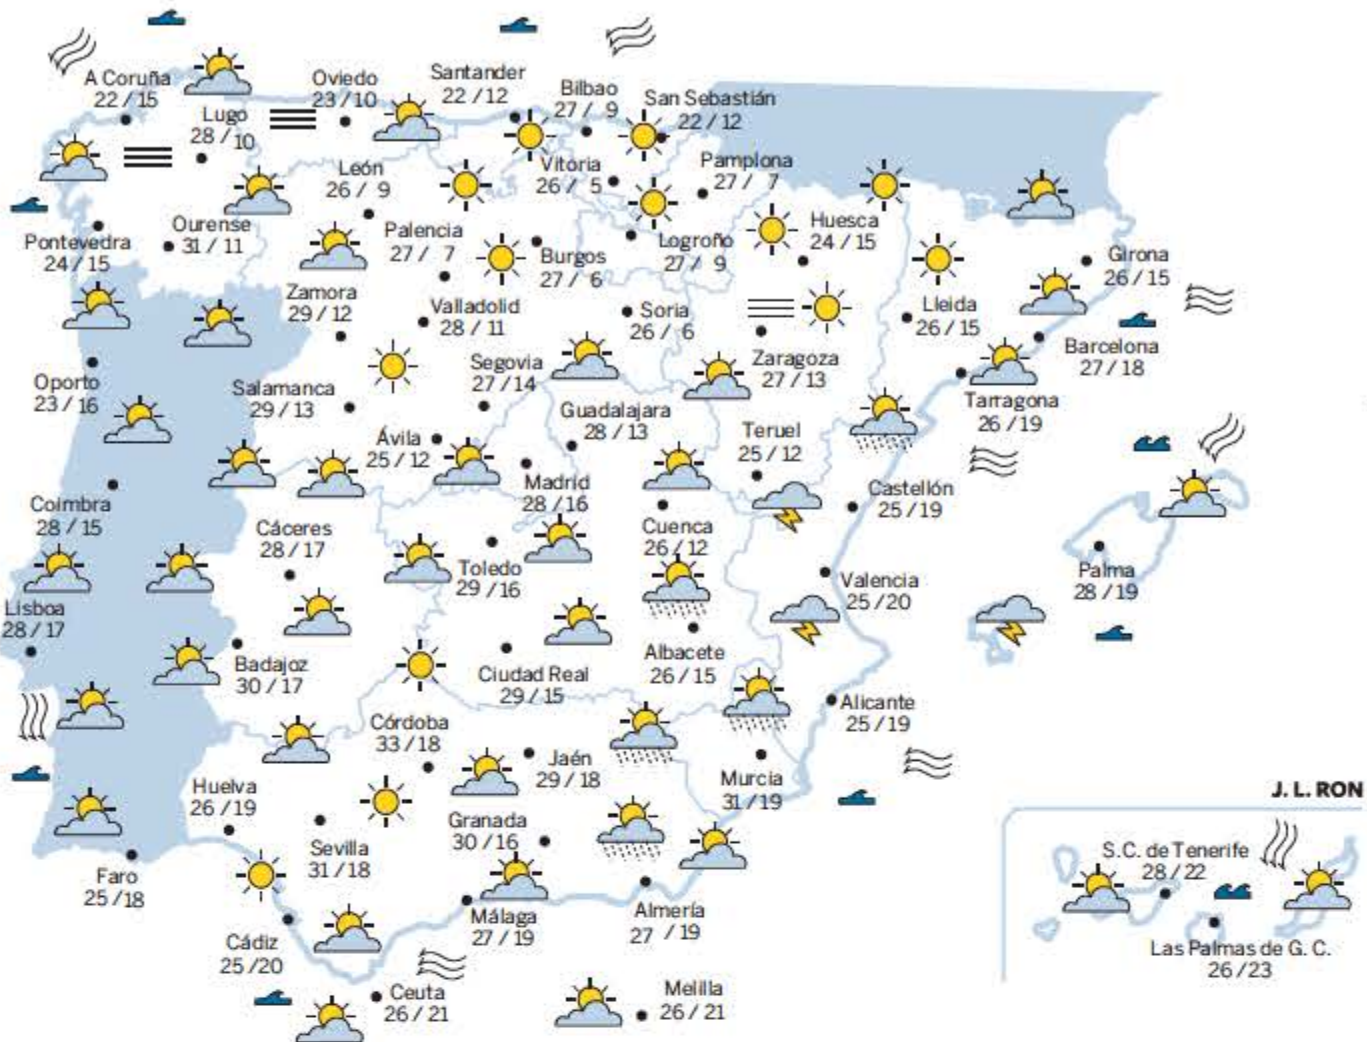 A Coruña
22 / 15
Lugo
28 / 10
Oviedo
23 / 10
Santander
22 / 12
Bilbao
27 / 9
San Sebastián
22 / 12
León
26 / 9
Vitoria
26 / 5
Pamplona
27 / 7
Pontevedra
24 / 15
Ourense
31 / 11
Palencia
27 / 7
Burgos
27 / 6
Logroño
27 / 9
Huesca
24 / 15
Girona
26 / 15
Zamora
29 / 12
Valladolid
28 / 11
Soria
26 / 6
Lleida
26 / 15
Barcelona
27 / 18
Oporto
23 / 16
Salamanca
29 / 13
Segovia
27 / 14
Zaragoza
27 / 13
Tarragona
26 / 19
Guadalajara
28 / 13
Ávila
25 / 12
Teruel
25 / 12
Madrid
28 / 16
Castellón
25 / 19
Coimbra
28 / 15
Cáceres
28 / 17
Cuenca
26 / 12
Toledo
29 / 16
Valencia
25 / 20
Palma
28 / 19
Lisboa
28 / 17
Badajoz
30 / 17
Ciudad Real
29 / 15
Albacete
26 / 15
Alicante
25 / 19
Córdoba
33 / 18
Jaén
29 / 18
Murcia
31 / 19
Huelva
26 / 19
Sevilla
31 / 18
Granada
30 / 16
Faro
25 / 18
Cádiz
25 / 20
Málaga
27 / 19
Almería
27 / 19
Ceuta
26 / 21
Melilla
26 / 21
J. L. RON
S.C. de Tenerife
28 / 22
Las Palmas de G. C.
26 / 23